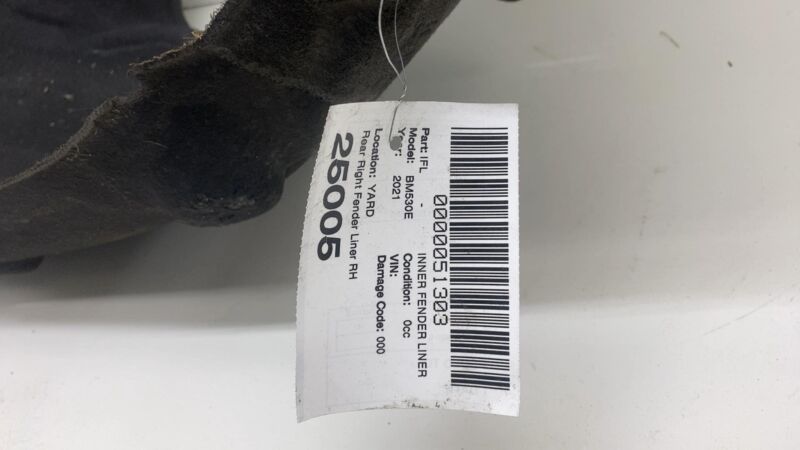 0000051303
Part: IFL - INNER FENDER LINER
Model: BM530E Condition: 0cc
Year: 2021 VIN:
Location: YARD Damage Code: 000
Rear Right Fender Liner RH
25005